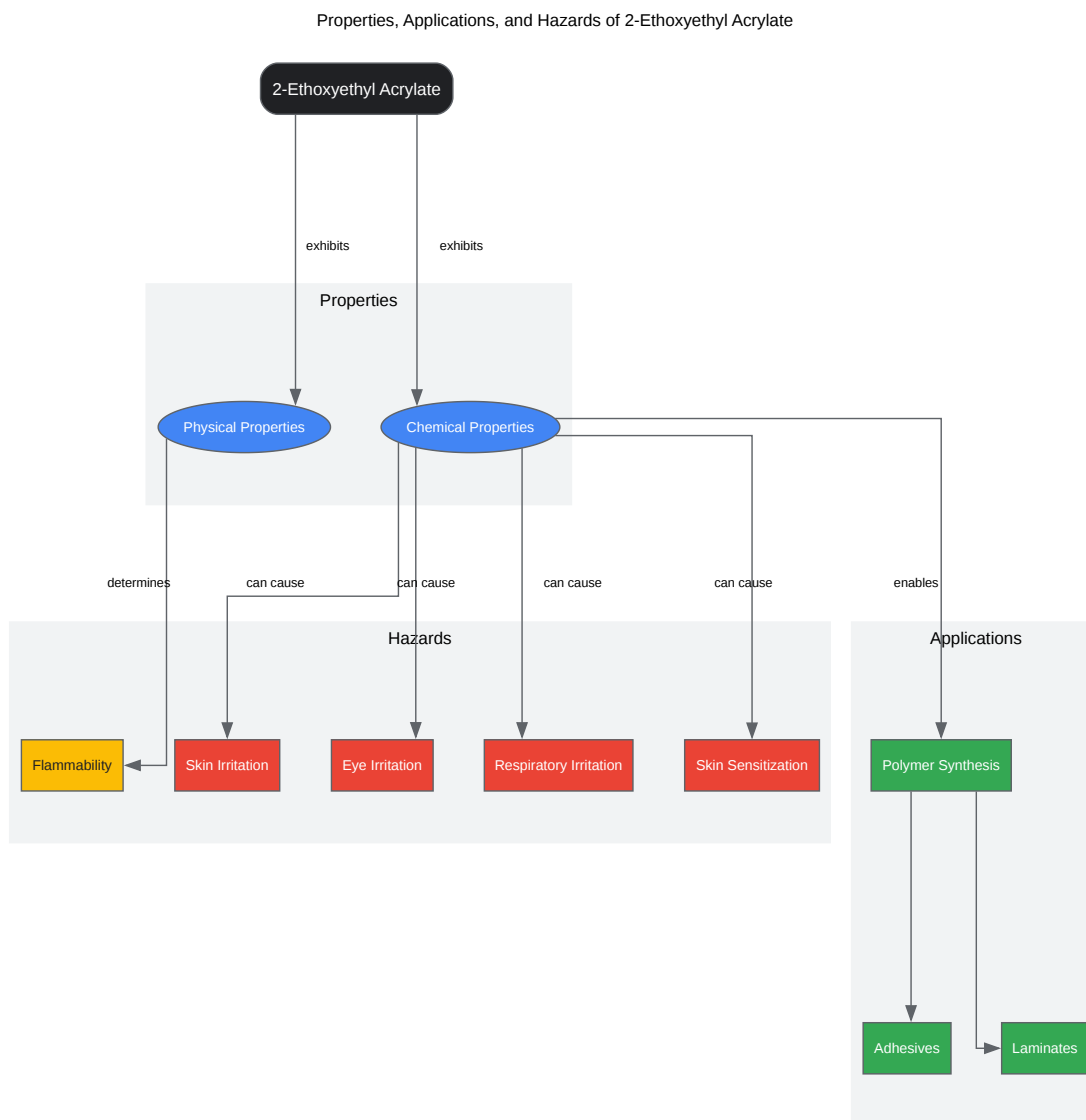 Properties, Applications, and Hazards of 2-Ethoxyethyl Acrylate
2-Ethoxyethyl Acrylate
exhibits
exhibits
Properties
Physical Properties
Chemical Properties
determines
can cause
can cause
can cause
can cause
enables
Hazards
Applications
Flammability
Skin Irritation
Eye Irritation
Respiratory Irritation
Skin Sensitization
Polymer Synthesis
Adhesives
Laminates